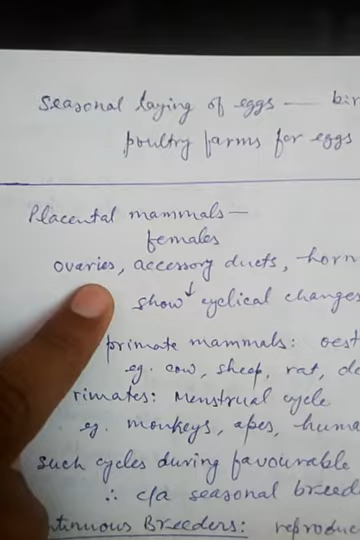 Seasonal laying of eggs — bir
poultry farms for eggs
Placental mammals —
females
ovaries, accessory ducts, horm
↓
show cyclical changes
primate mammals: oest
eg. cow, sheep, rat, de
rimates: Menstrual cycle
eg. monkeys, apes, huma
such cycles during favourable
∴ c/a seasonal breed
ntinuous Breeders: reproduc